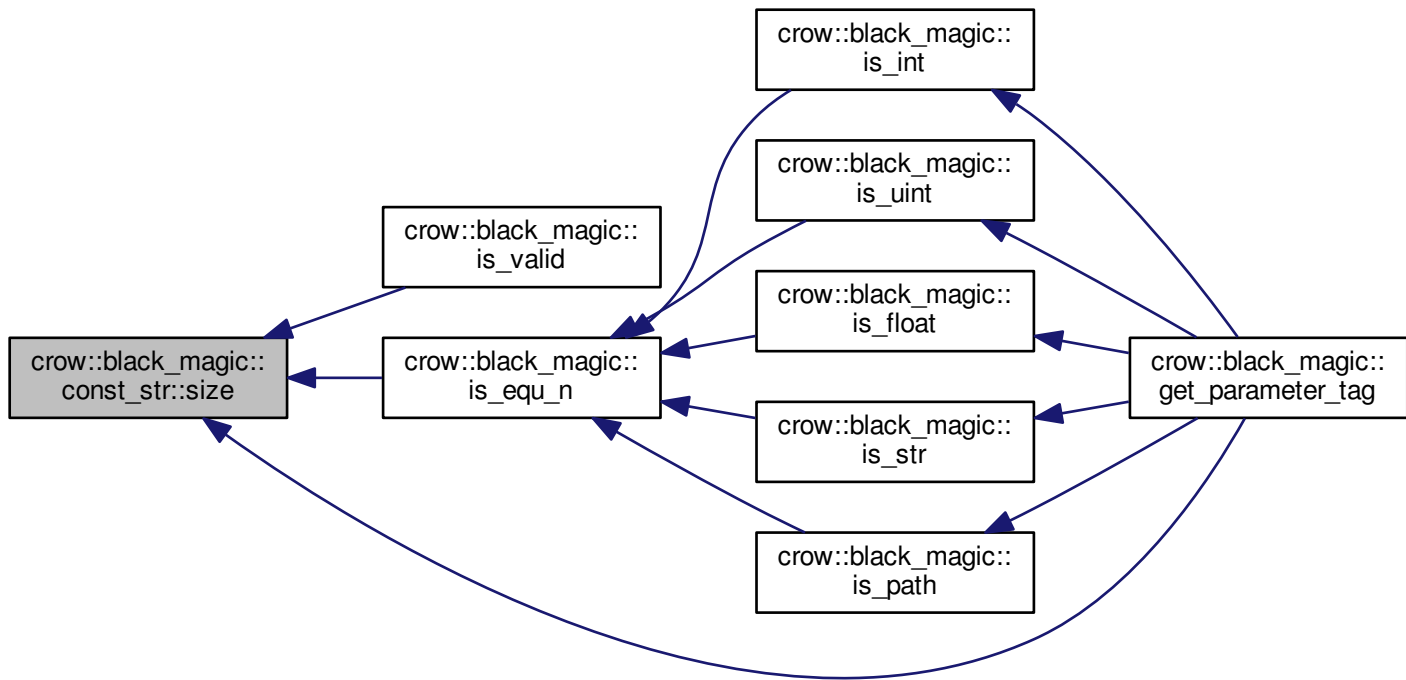 crow::black_magic::
is_int
crow::black_magic::
is_uint
crow::black_magic::
is_valid
crow::black_magic::
is_float
crow::black_magic::
const_str::size
crow::black_magic::
is_equ_n
crow::black_magic::
get_parameter_tag
crow::black_magic::
is_str
crow::black_magic::
is_path